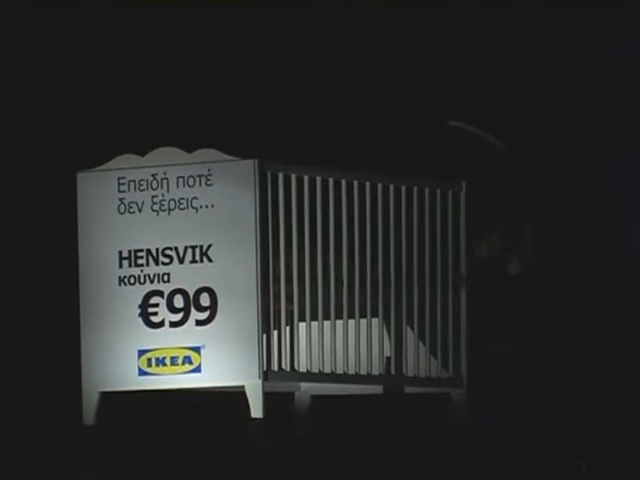 Επειδή ποτέ
δεν ξέρεις...
HENSVIK
κούνια
€99
IKEA